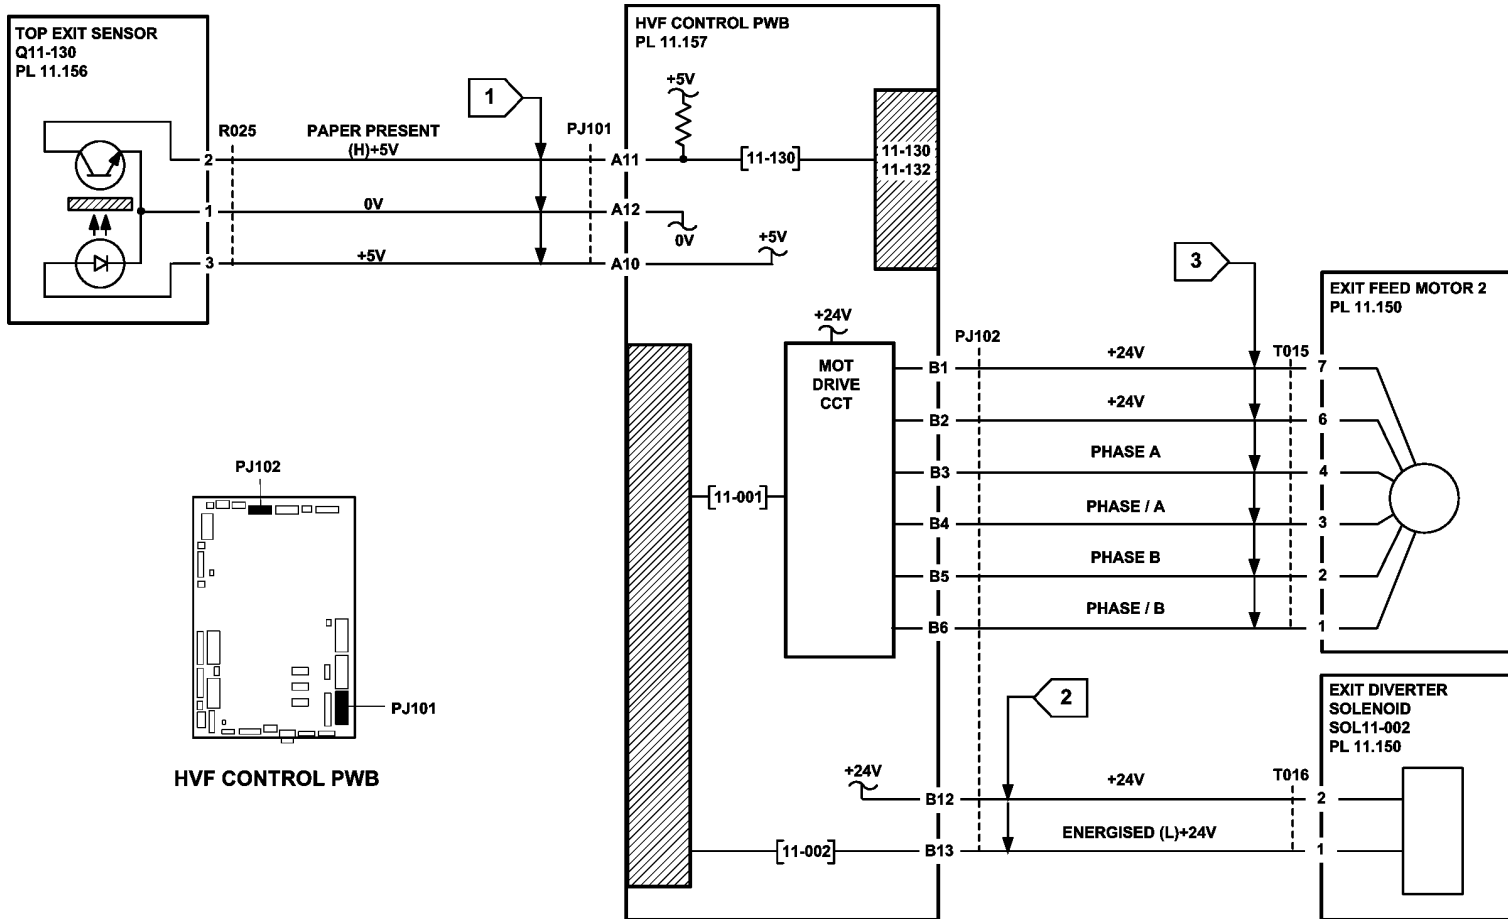 TOP EXIT SENSOR
Q11-130
PL 11.156
R025
2
1
3
PAPER PRESENT
(H)+5V
0V
+5V
1
PJ101
A11
A12
A10
HVF CONTROL PWB
PL 11.157
+5V
[11-130]
11-130
11-132
0V
+5V
+24V
MOT
DRIVE
CCT
[11-001]
B1
B2
B3
B4
B5
B6
PJ102
+24V
+24V
PHASE A
PHASE / A
PHASE B
PHASE / B
3
T015
7
6
4
3
2
1
EXIT FEED MOTOR 2
PL 11.150
PJ102
PJ101
HVF CONTROL PWB
+24V
[11-002]
B12
B13
2
+24V
ENERGISED (L)+24V
T016
2
1
EXIT DIVERTER
SOLENOID
SOL11-002
PL 11.150